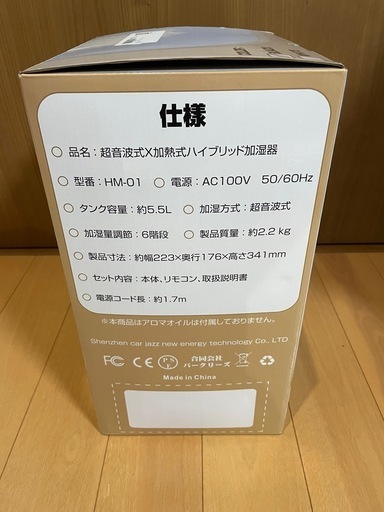 仕様
○ 品名：超音波式X加熱式ハイブリッド加湿器
○ 型番：HM-01 ○ 電源：AC100V 50/60Hz
○ タンク容量：約5.5L ○ 加湿方式：超音波式
○ 加湿量調節：6階段 ○ 製品質量：約2.2 kg
○ 製品寸法：約幅223×奥行176×高さ341mm
○ セット内容：本体、リモコン、取扱説明書
○ 電源コード長：約1.7m
※本商品はアロマオイルは付属しておりません。
Shenzhen car jazz new energy technology Co., LTD
FC CE PSE 合同会社
パークリーズ
Made in China